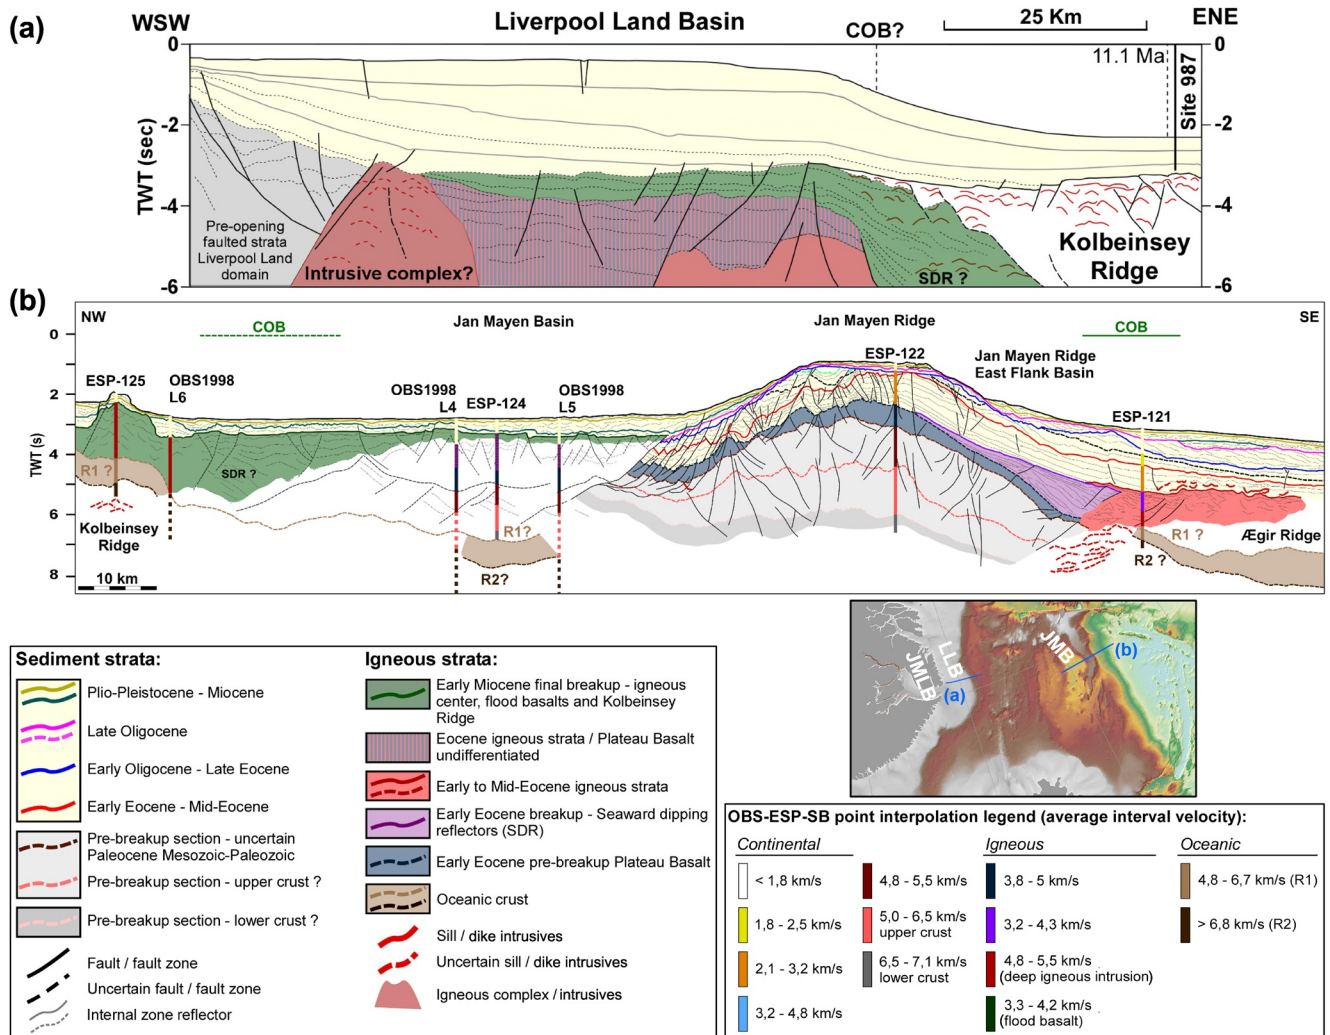 (a)
WSW
Liverpool Land Basin
COB?
25 Km
ENE
0
-2
-4
-6
TWT (sec)
0
-2
-4
-6
11.1 Ma
Site 987
Pre-opening
faulted strata
Liverpool Land
domain
Intrusive complex?
SDR ?
Kolbeinsey
Ridge
(b)
NW
COB
Jan Mayen Basin
Jan Mayen Ridge
COB
SE
0
2
4
6
8
TWT (s)
ESP-125
OBS1998
L6
OBS1998
L4
ESP-124
OBS1998
L5
ESP-122
Jan Mayen Ridge
East Flank Basin
ESP-121
R1 ?
SDR ?
Kolbeinsey
Ridge
10 km
R1?
R2?
R1 ?
R2 ?
Ægir Ridge
JMLB
LLB
JMB
(a)
(b)
Sediment strata:
Plio-Pleistocene - Miocene
Late Oligocene
Early Oligocene - Late Eocene
Early Eocene - Mid-Eocene
Pre-breakup section - uncertain
Paleocene Mesozoic-Paleozoic
Pre-breakup section - upper crust ?
Pre-breakup section - lower crust ?
Fault / fault zone
Uncertain fault / fault zone
Internal zone reflector
Igneous strata:
Early Miocene final breakup - igneous
center, flood basalts and Kolbeinsey
Ridge
Eocene igneous strata / Plateau Basalt
undifferentiated
Early to Mid-Eocene igneous strata
Early Eocene breakup - Seaward dipping
reflectors (SDR)
Early Eocene pre-breakup Plateau Basalt
Oceanic crust
Sill / dike intrusives
Uncertain sill / dike intrusives
Igneous complex / intrusives
OBS-ESP-SB point interpolation legend (average interval velocity):
Continental
< 1,8 km/s
1,8 - 2,5 km/s
2,1 - 3,2 km/s
3,2 - 4,8 km/s
4,8 - 5,5 km/s
5,0 - 6,5 km/s
upper crust
6,5 - 7,1 km/s
lower crust
Igneous
3,8 - 5 km/s
3,2 - 4,3 km/s
4,8 - 5,5 km/s
(deep igneous intrusion)
3,3 - 4,2 km/s
(flood basalt)
Oceanic
4,8 - 6,7 km/s (R1)
> 6,8 km/s (R2)